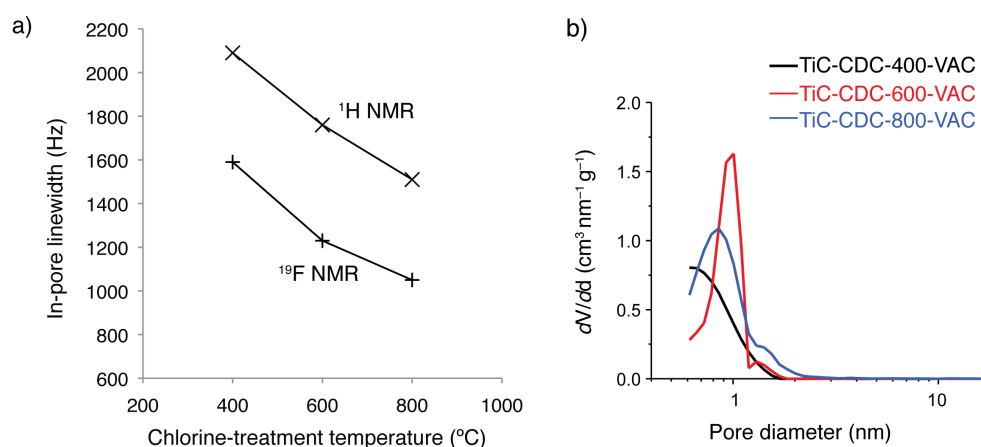 a)
2200
2000
1800
1600
1400
1200
1000
800
600
In-pore linewidth (Hz)
¹H NMR
¹⁹F NMR
200
400
600
800
1000
Chlorine-treatment temperature (ºC)
b)
TiC-CDC-400-VAC
TiC-CDC-600-VAC
TiC-CDC-800-VAC
2.0
1.5
1.0
0.5
0.0
dV/dd (cm³ nm⁻¹ g⁻¹)
1
10
Pore diameter (nm)